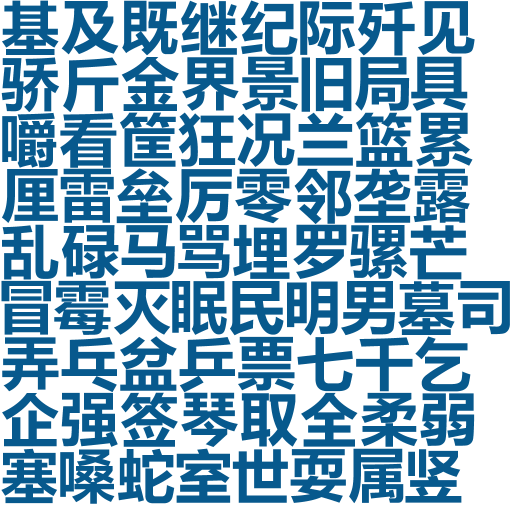 基及既继纪际歼见
骄斤金界景旧局具
嚼看筐狂况兰篮累
厘雷垒厉零邻垄露
乱碌马骂埋罗骡芒
冒霉灭眠民明男墓司
弄乓盆乒票七千乞
企强签琴取全柔弱
塞嗓蛇室世耍属竖